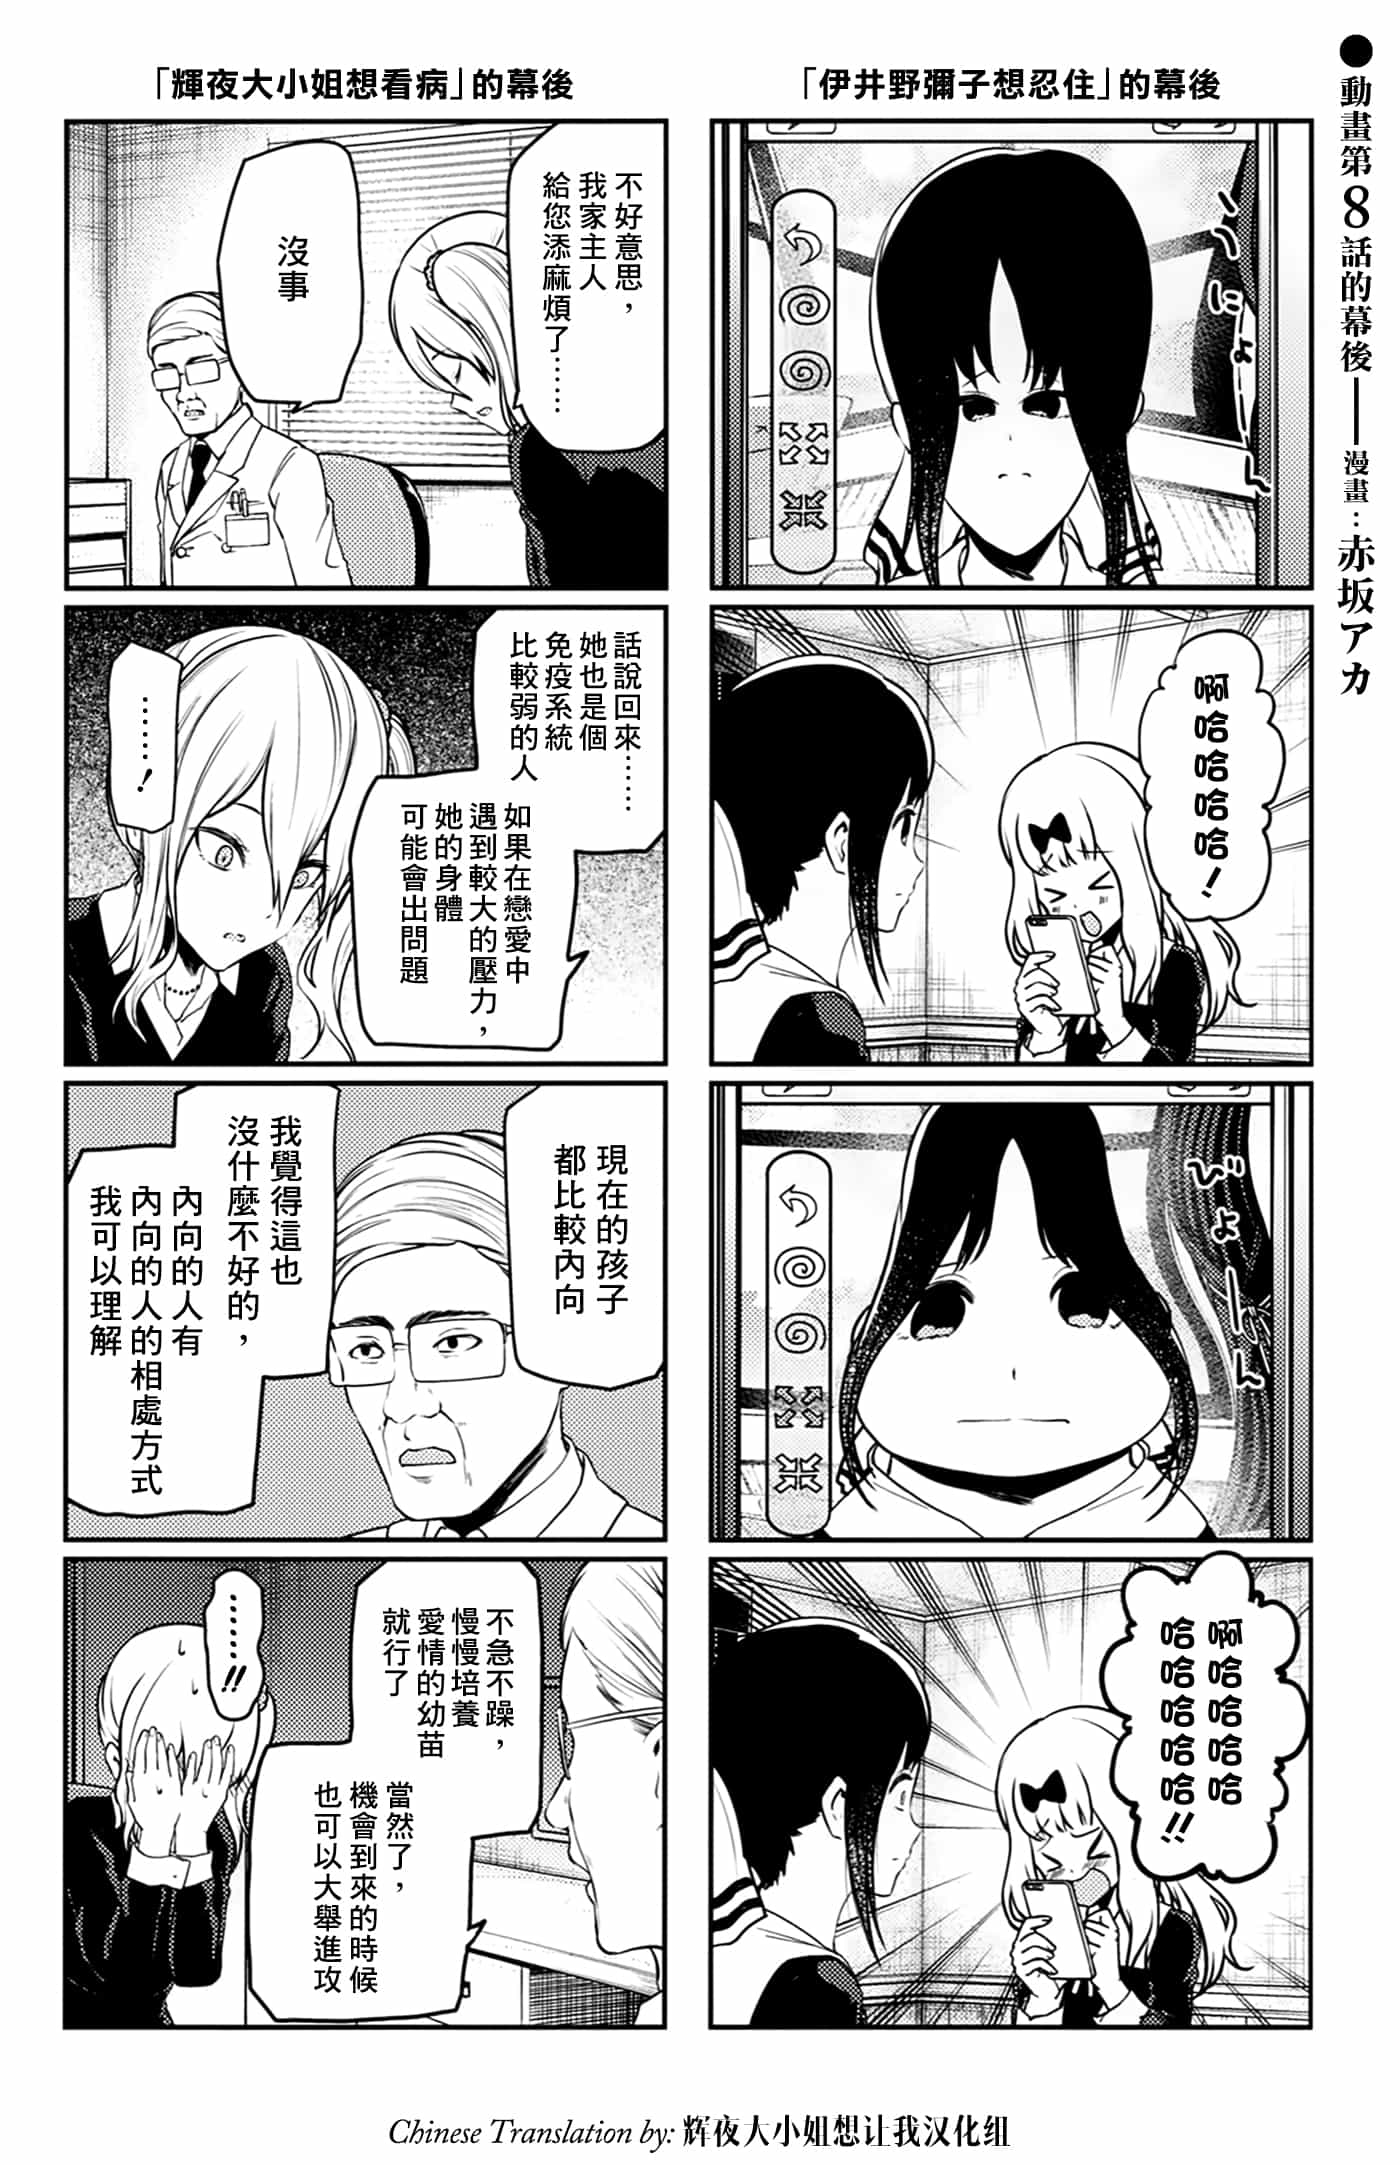 ●動畫第8話的幕後——漫畫：赤坂アカ
「伊井野彌子想忍住」的幕後
にょーん
啊哈哈哈哈！
びょーん
啊哈哈哈哈
哈哈哈哈哈!!
「輝夜大小姐想看病」的幕後
不好意思，
我家主人
給您添麻煩了……
沒事
話說回來……
她也是個
免疫系統
比較弱的人
如果在戀愛中
遇到較大的壓力，
她的身體
可能會出問題
……！
現在的孩子
都比較內向
我覺得這也
沒什麼不好的，
內向的人有
內向的人的相處方式
我可以理解
不急不躁，
慢慢培養
愛情的幼苗
就行了
當然了，
機會到來的時候
也可以大舉進攻
……!!
Chinese Translation by: 辉夜大小姐想让我汉化组